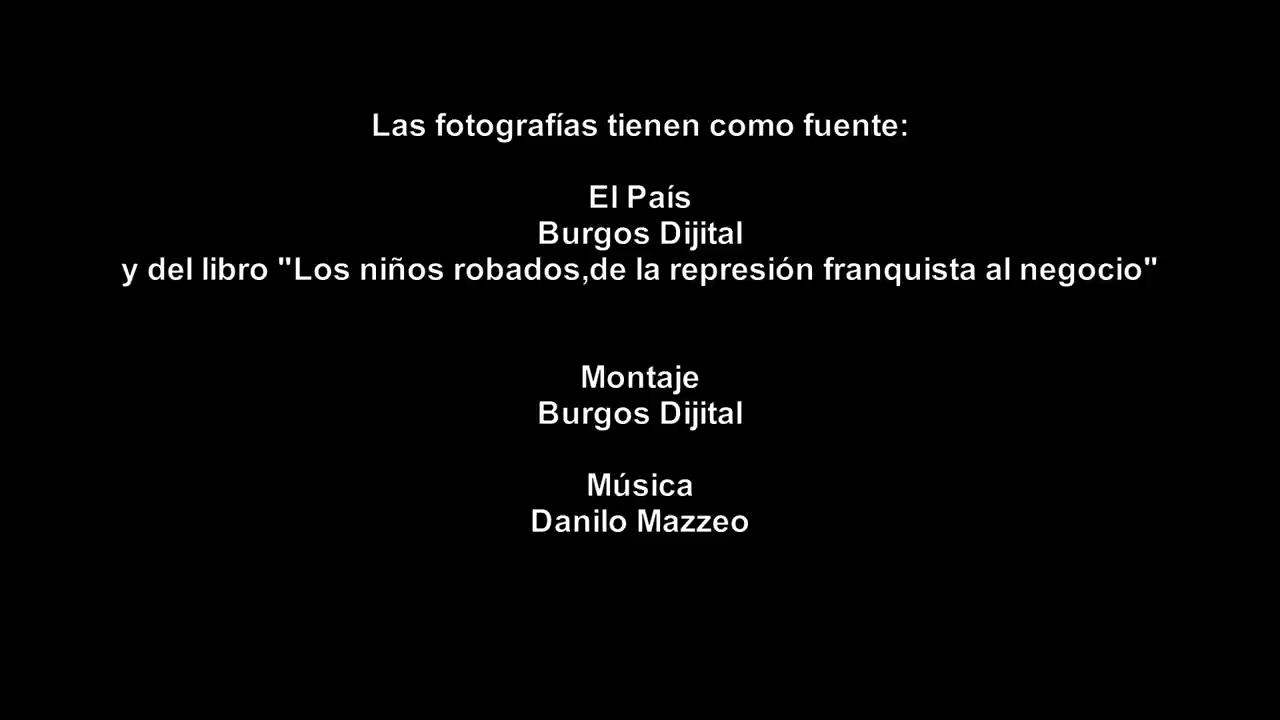 Las fotografías tienen como fuente:
El País
Burgos Dijital
y del libro "Los niños robados,de la represión franquista al negocio"
Montaje
Burgos Dijital
Música
Danilo Mazzeo